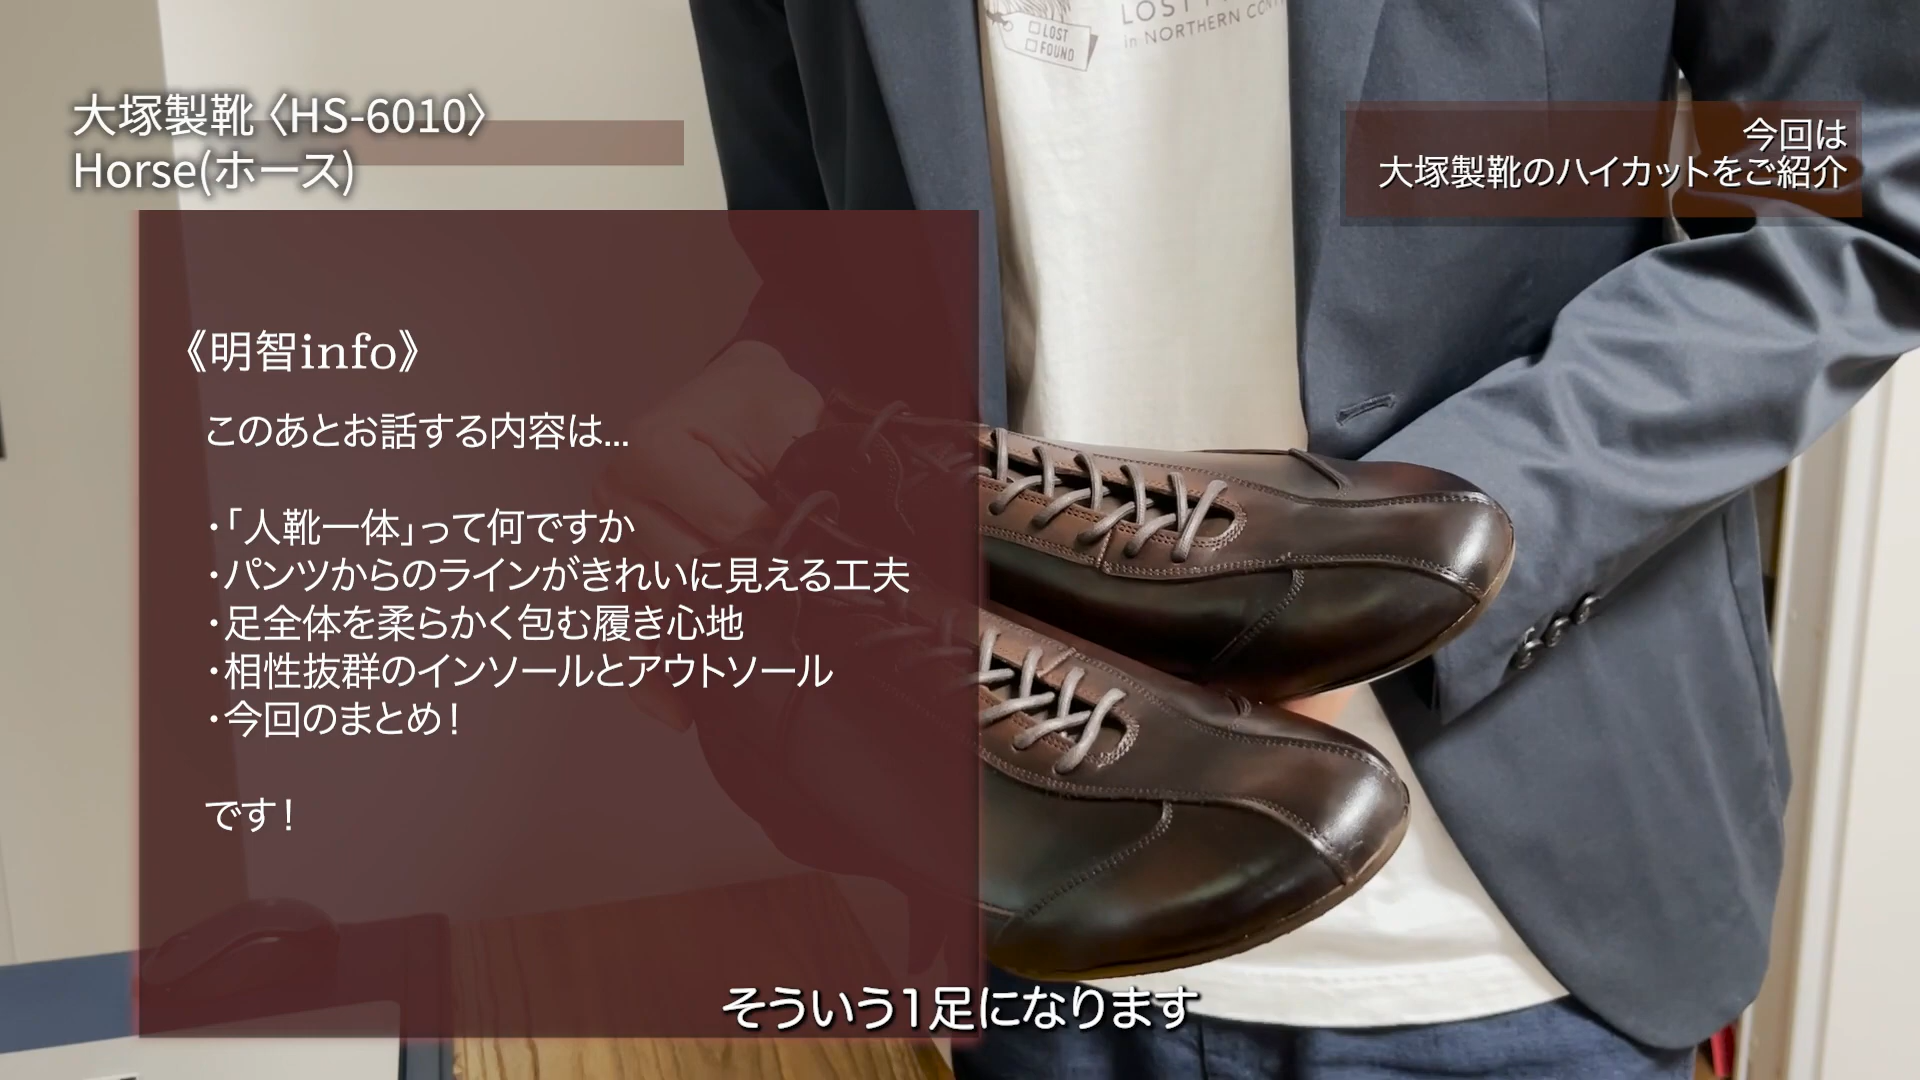 大塚製靴〈HS-6010〉
Horse(ホース)
今回は
大塚製靴のハイカットをご紹介
LOST
FOUND
LOST
in NORTHERN
《明智info》
このあとお話する内容は...
・「人靴一体」って何ですか
・パンツからのラインがきれいに見える工夫
・足全体を柔らかく包む履き心地
・相性抜群のインソールとアウトソール
・今回のまとめ！
です！
そういう1足になります